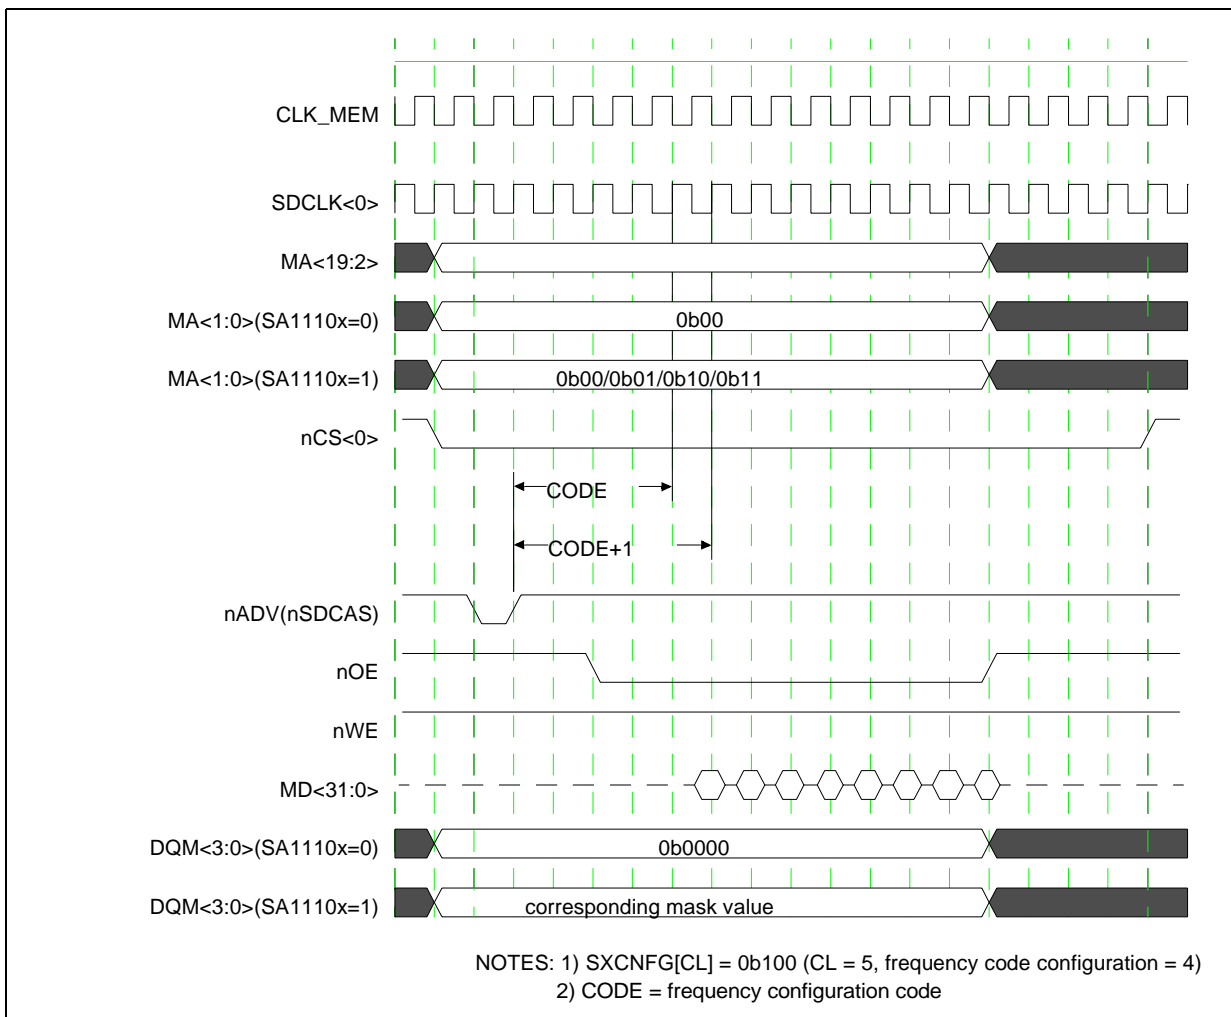 CLK_MEM
SDCLK<0>
MA<19:2>
MA<1:0>(SA1110x=0)
0b00
MA<1:0>(SA1110x=1)
0b00/0b01/0b10/0b11
nCS<0>
CODE
CODE+1
nADV(nSDCAS)
nOE
nWE
MD<31:0>
DQM<3:0>(SA1110x=0)
0b0000
DQM<3:0>(SA1110x=1)
corresponding mask value
NOTES: 1) SXCNFG[CL] = 0b100 (CL = 5, frequency code configuration = 4)
2) CODE = frequency configuration code